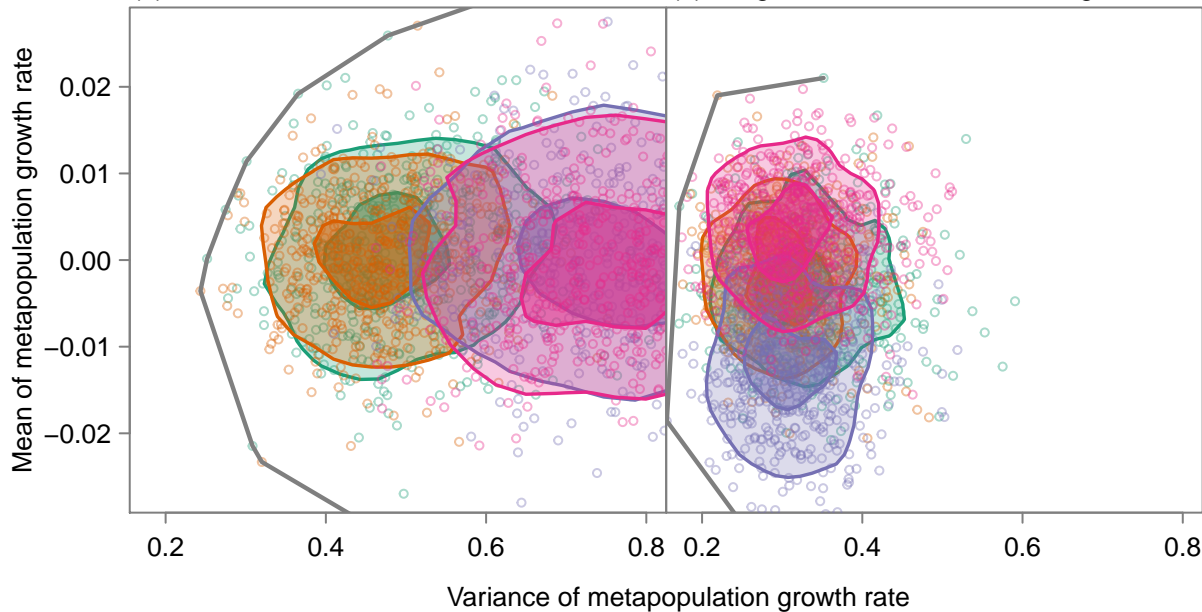 Mean of metapopulation growth rate
0.02
0.01
0.00
−0.01
−0.02
0.2 0.4 0.6 0.8 0.2 0.4 0.6 0.8
Variance of metapopulation growth rate